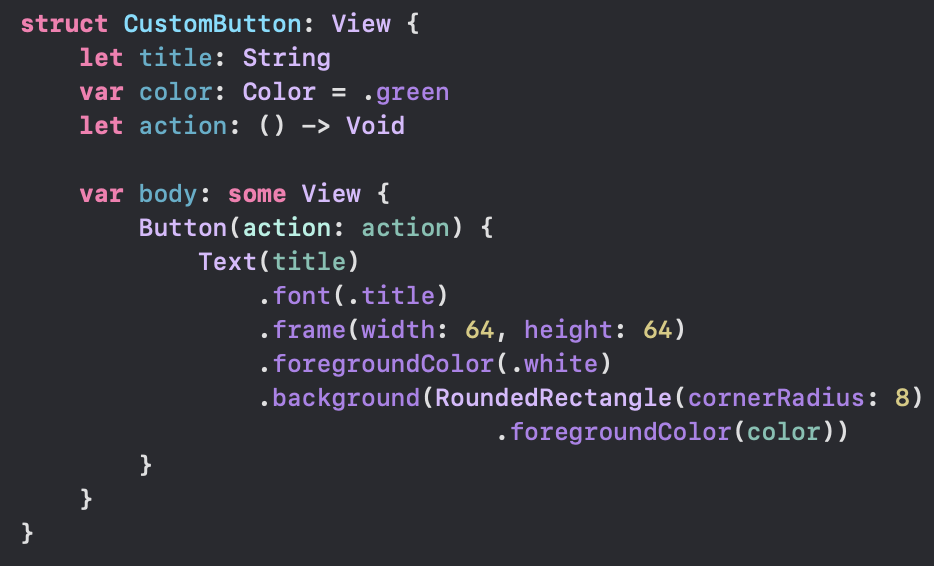 struct CustomButton: View {
    let title: String
    var color: Color = .green
    let action: () -> Void

    var body: some View {
        Button(action: action) {
            Text(title)
                .font(.title)
                .frame(width: 64, height: 64)
                .foregroundColor(.white)
                .background(RoundedRectangle(cornerRadius: 8)
                                .foregroundColor(color))
        }
    }
}